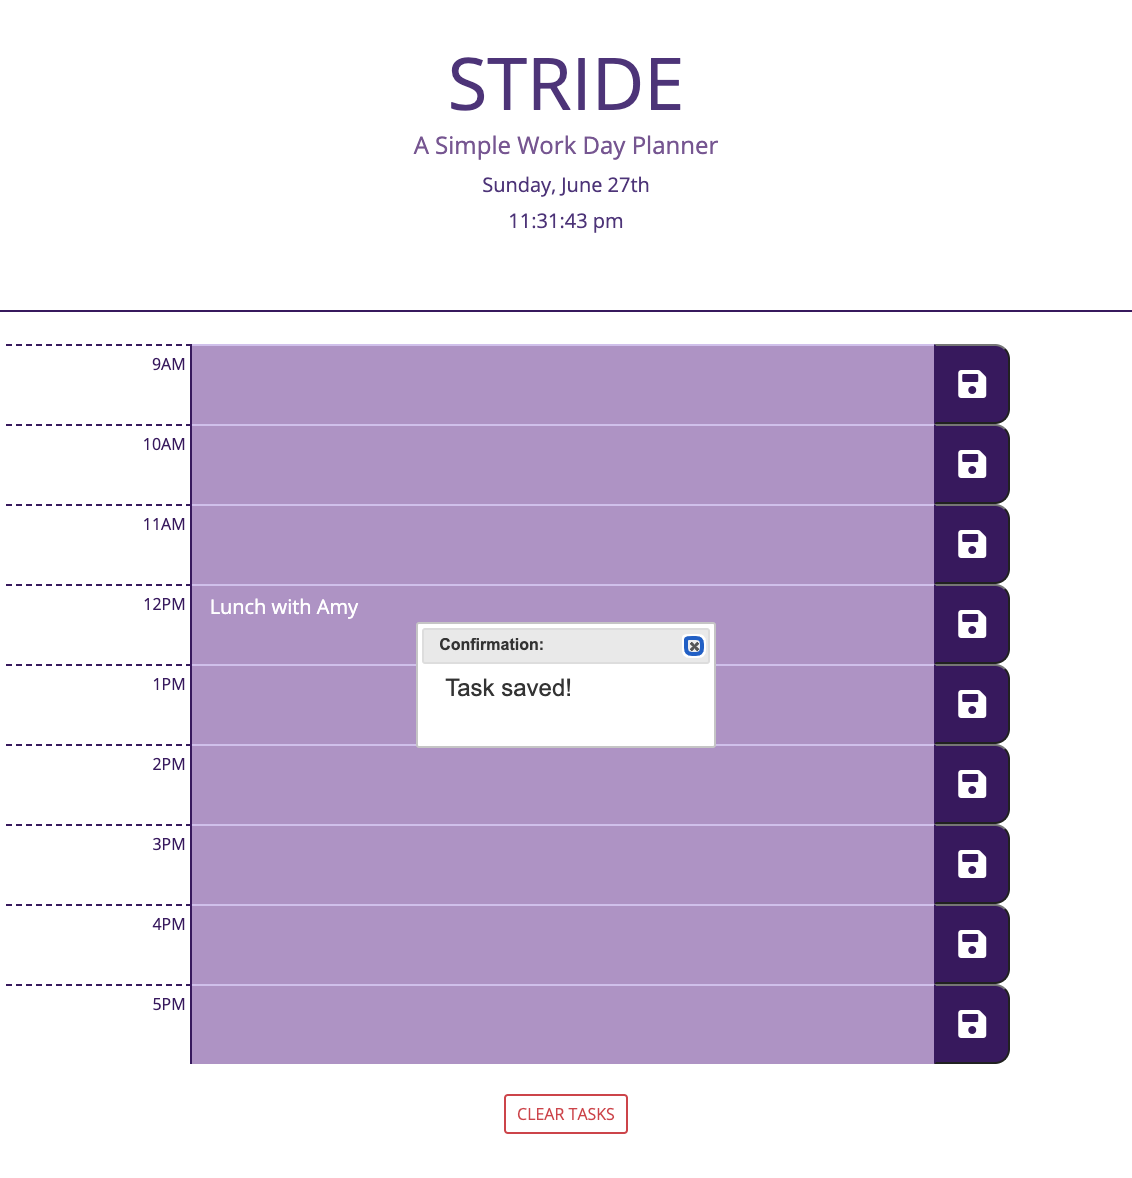 STRIDE
A Simple Work Day Planner
Sunday, June 27th
11:31:43 pm
9AM
10AM
11AM
12PM Lunch with Amy
Confirmation:
Task saved!
1PM
2PM
3PM
4PM
5PM
CLEAR TASKS